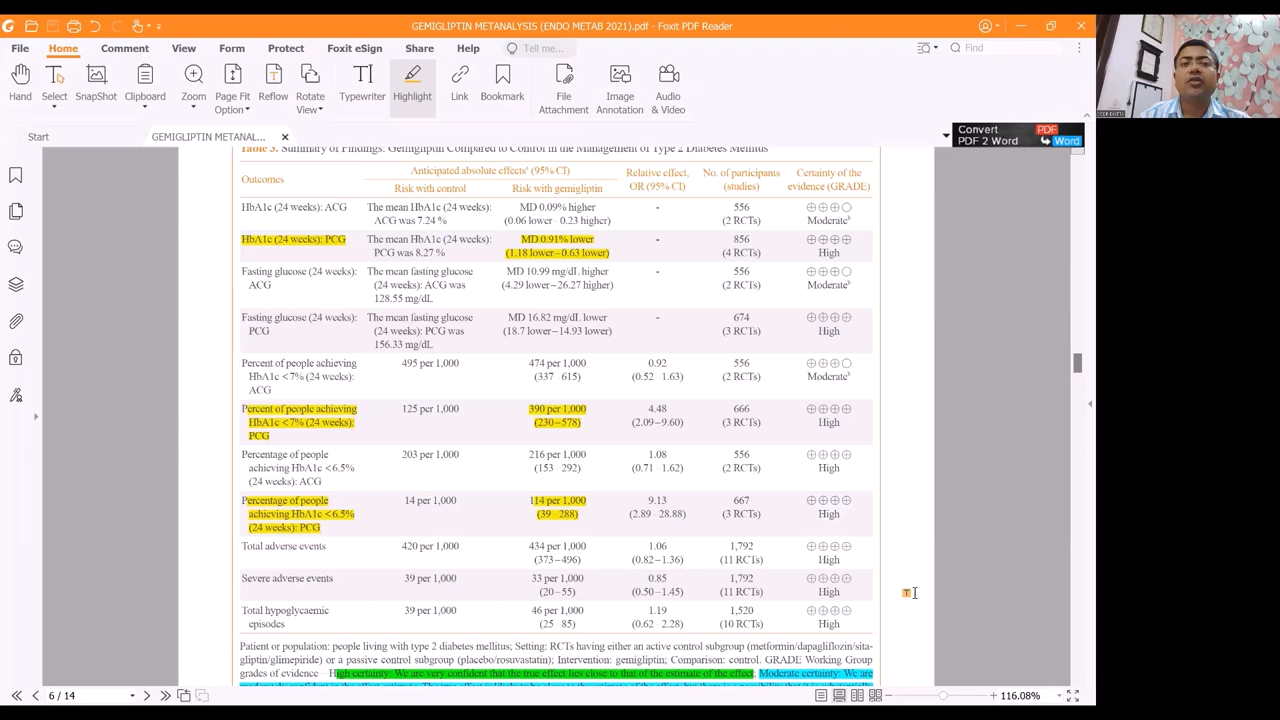 GEMIGLIPTIN METANALYSIS (ENDO METAB 2021).pdf - Foxit PDF Reader
File Home Comment View Form Protect Foxit eSign Share Help Tell me... Find
Hand Select SnapShot Clipboard Zoom Page Fit Option Reflow Rotate View Typewriter Highlight Link Bookmark File Attachment Image Annotation Audio & Video
Start GEMIGLIPTIN METANAL...
Convert PDF
PDF 2 Word Word
Table 3. Summary of Findings: Gemigliptin Compared to Control in the Management of Type 2 Diabetes Mellitus
Outcomes
Anticipated absolute effectsᵃ (95% CI)
Risk with control Risk with gemigliptin
Relative effect, OR (95% CI)
No. of participants (studies)
Certainty of the evidence (GRADE)
HbA1c (24 weeks): ACG The mean HbA1c (24 weeks): MD 0.09% higher - 556 ⊕⊕⊕◯
ACG was 7.24 % (0.06 lower–0.23 higher) (2 RCTs) Moderateᵇ
HbA1c (24 weeks): PCG The mean HbA1c (24 weeks): MD 0.91% lower - 856 ⊕⊕⊕⊕
PCG was 8.27 % (1.18 lower–0.63 lower) (4 RCTs) High
Fasting glucose (24 weeks): The mean fasting glucose MD 10.99 mg/dL higher - 556 ⊕⊕⊕◯
ACG (24 weeks): ACG was (4.29 lower–26.27 higher) (2 RCTs) Moderateᵇ
128.55 mg/dL
Fasting glucose (24 weeks): The mean fasting glucose MD 16.82 mg/dL lower - 674 ⊕⊕⊕⊕
PCG (24 weeks): PCG was (18.7 lower–14.93 lower) (3 RCTs) High
156.33 mg/dL
Percent of people achieving 495 per 1,000 474 per 1,000 0.92 556 ⊕⊕⊕◯
HbA1c <7% (24 weeks): (337–615) (0.52–1.63) (2 RCTs) Moderateᵇ
ACG
Percent of people achieving 125 per 1,000 390 per 1,000 4.48 666 ⊕⊕⊕⊕
HbA1c <7% (24 weeks): (230–578) (2.09–9.60) (3 RCTs) High
PCG
Percentage of people 203 per 1,000 216 per 1,000 1.08 556 ⊕⊕⊕⊕
achieving HbA1c <6.5% (153–292) (0.71–1.62) (2 RCTs) High
(24 weeks): ACG
Percentage of people 14 per 1,000 114 per 1,000 9.13 667 ⊕⊕⊕⊕
achieving HbA1c <6.5% (39–288) (2.89–28.88) (3 RCTs) High
(24 weeks): PCG
Total adverse events 420 per 1,000 434 per 1,000 1.06 1,792 ⊕⊕⊕⊕
(373–496) (0.82–1.36) (11 RCTs) High
Severe adverse events 39 per 1,000 33 per 1,000 0.85 1,792 ⊕⊕⊕⊕
(20–55) (0.50–1.45) (11 RCTs) High
Total hypoglycaemic 39 per 1,000 46 per 1,000 1.19 1,520 ⊕⊕⊕⊕
episodes (25–85) (0.62–2.28) (10 RCTs) High
Patient or population: people living with type 2 diabetes mellitus; Setting: RCTs having either an active control subgroup (metformin/dapagliflozin/sita-
gliptin/glimepiride) or a passive control subgroup (placebo/rosuvastatin); Intervention: gemigliptin; Comparison: control. GRADE Working Group
grades of evidence–High certainty: We are very confident that the true effect lies close to that of the estimate of the effect, Moderate certainty: We are
6 / 14
116.08%